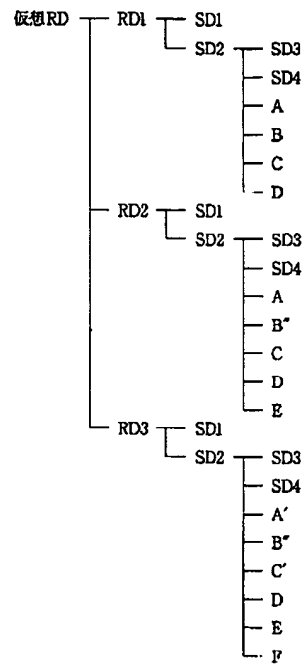 仮想RD RD1 SD1
SD2 SD3
SD4
A
B
C
D
RD2 SD1
SD2 SD3
SD4
A
B"
C
D
E
RD3 SD1
SD2 SD3
SD4
A′
B"
C′
D
E
F